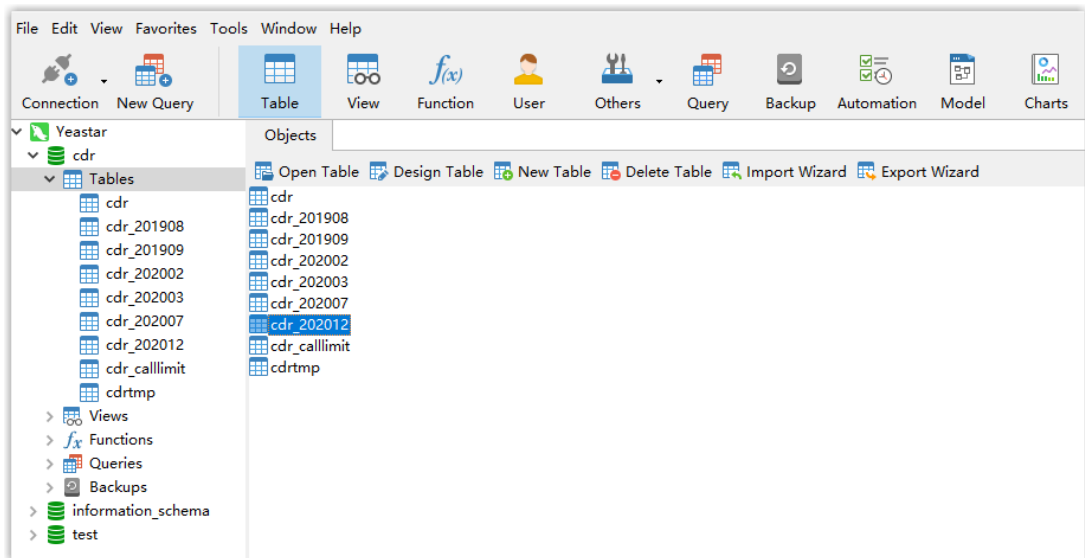 File Edit View Favorites Tools Window Help
f(x)
Connection New Query Table View Function User Others Query Backup Automation Model Charts
Yeastar
cdr
Tables
cdr
cdr_201908
cdr_201909
cdr_202002
cdr_202003
cdr_202007
cdr_202012
cdr_calllimit
cdrtmp
Views
fx Functions
Queries
Backups
information_schema
test
Objects
Open Table Design Table New Table Delete Table Import Wizard Export Wizard
cdr
cdr_201908
cdr_201909
cdr_202002
cdr_202003
cdr_202007
cdr_202012
cdr_calllimit
cdrtmp